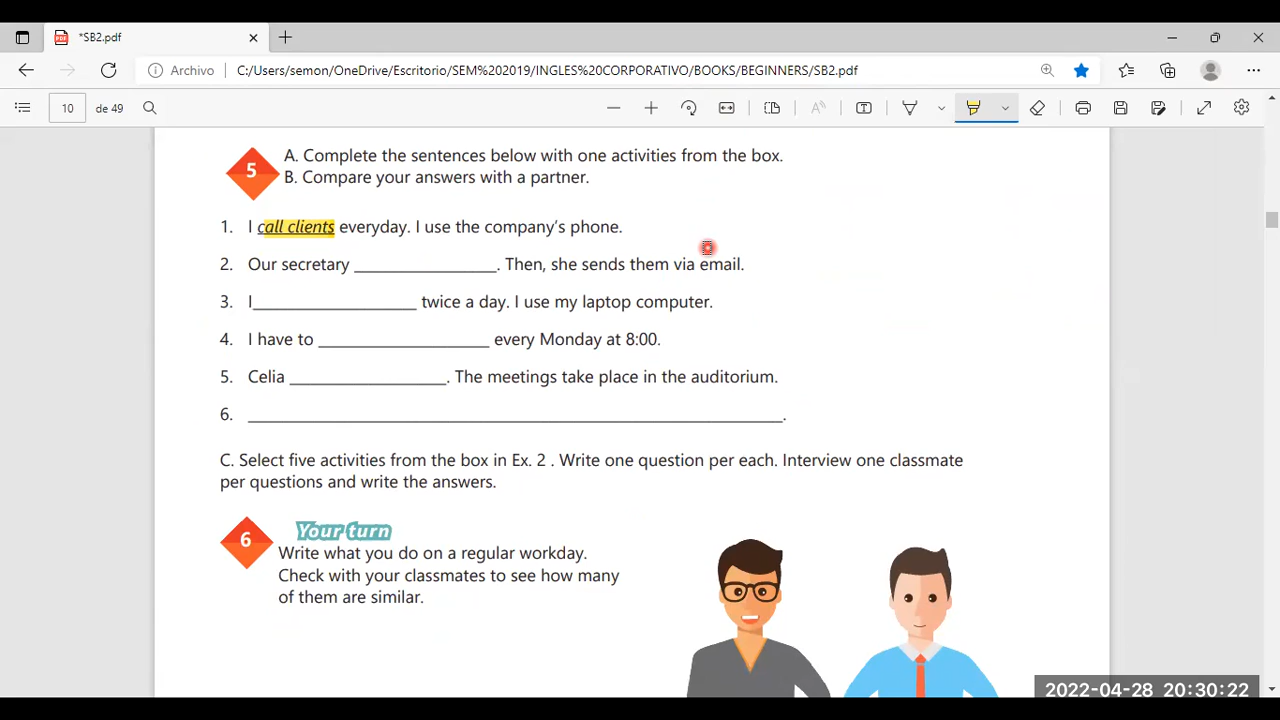 *SB2.pdf
Archivo
C:/Users/semon/OneDrive/Escritorio/SEM%202019/INGLES%20CORPORATIVO/BOOKS/BEGINNERS/SB2.pdf
10 de 49
5
A. Complete the sentences below with one activities from the box.
B. Compare your answers with a partner.
1. I call clients everyday. I use the company's phone.
2. Our secretary ________________. Then, she sends them via email.
3. I__________________ twice a day. I use my laptop computer.
4. I have to ___________________ every Monday at 8:00.
5. Celia _________________. The meetings take place in the auditorium.
6. ____________________________________________________________.
C. Select five activities from the box in Ex. 2 . Write one question per each. Interview one classmate
per questions and write the answers.
6
Your turn
Write what you do on a regular workday.
Check with your classmates to see how many
of them are similar.
2022-04-28 20:30:22